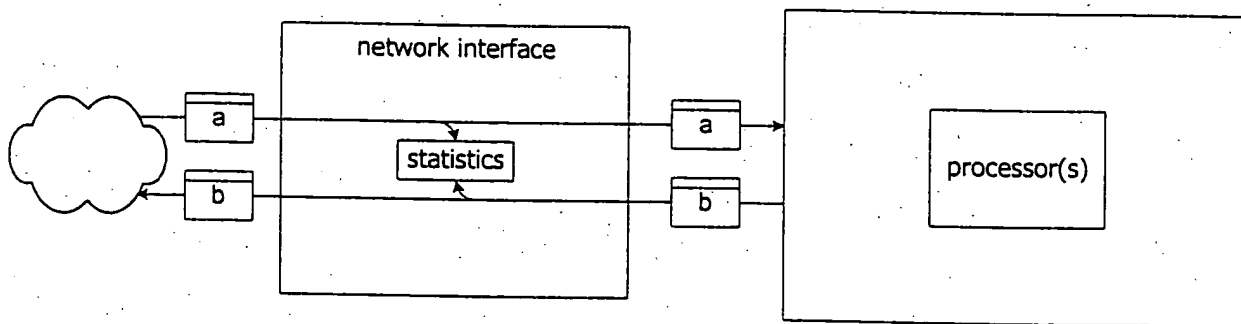 network interface
a
a
statistics
b
b
processor(s)